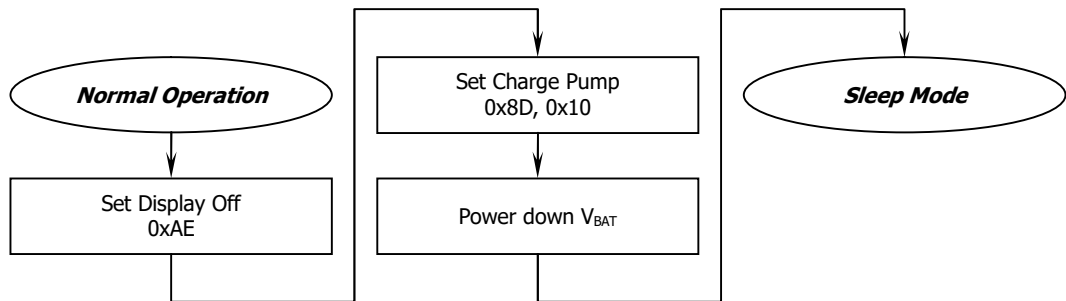 Normal Operation
Set Display Off
0xAE
Set Charge Pump
0x8D, 0x10
Power down VBAT
Sleep Mode